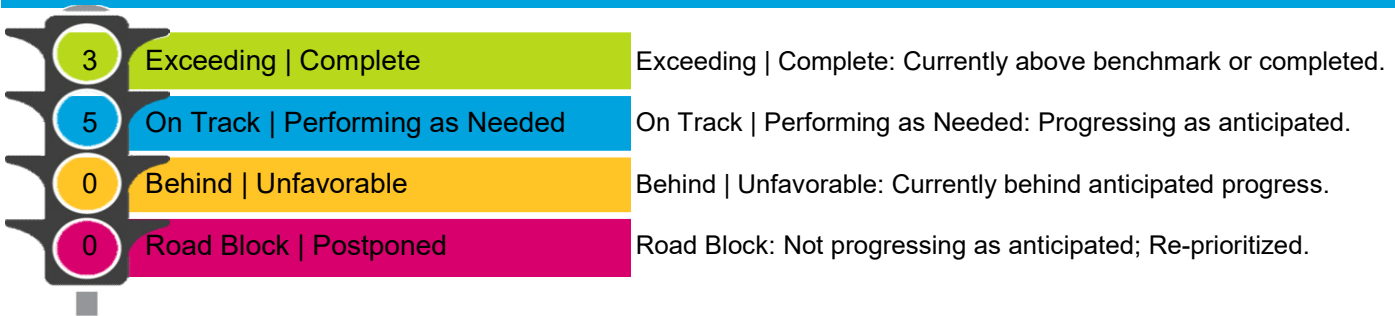 3 Exceeding | Complete Exceeding | Complete: Currently above benchmark or completed.
5 On Track | Performing as Needed On Track | Performing as Needed: Progressing as anticipated.
0 Behind | Unfavorable Behind | Unfavorable: Currently behind anticipated progress.
0 Road Block | Postponed Road Block: Not progressing as anticipated; Re-prioritized.